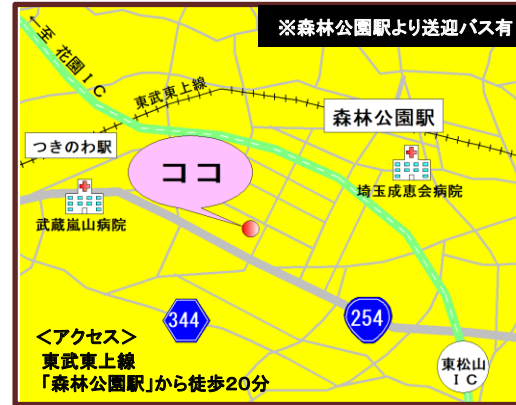 ※森林公園駅より送迎バス有
←至 花園IC
東武東上線
森林公園駅
つきのわ駅
ココ
埼玉成恵会病院
武蔵嵐山病院
344
254
<アクセス>
東武東上線
「森林公園駅」から徒歩20分
東松山
IC